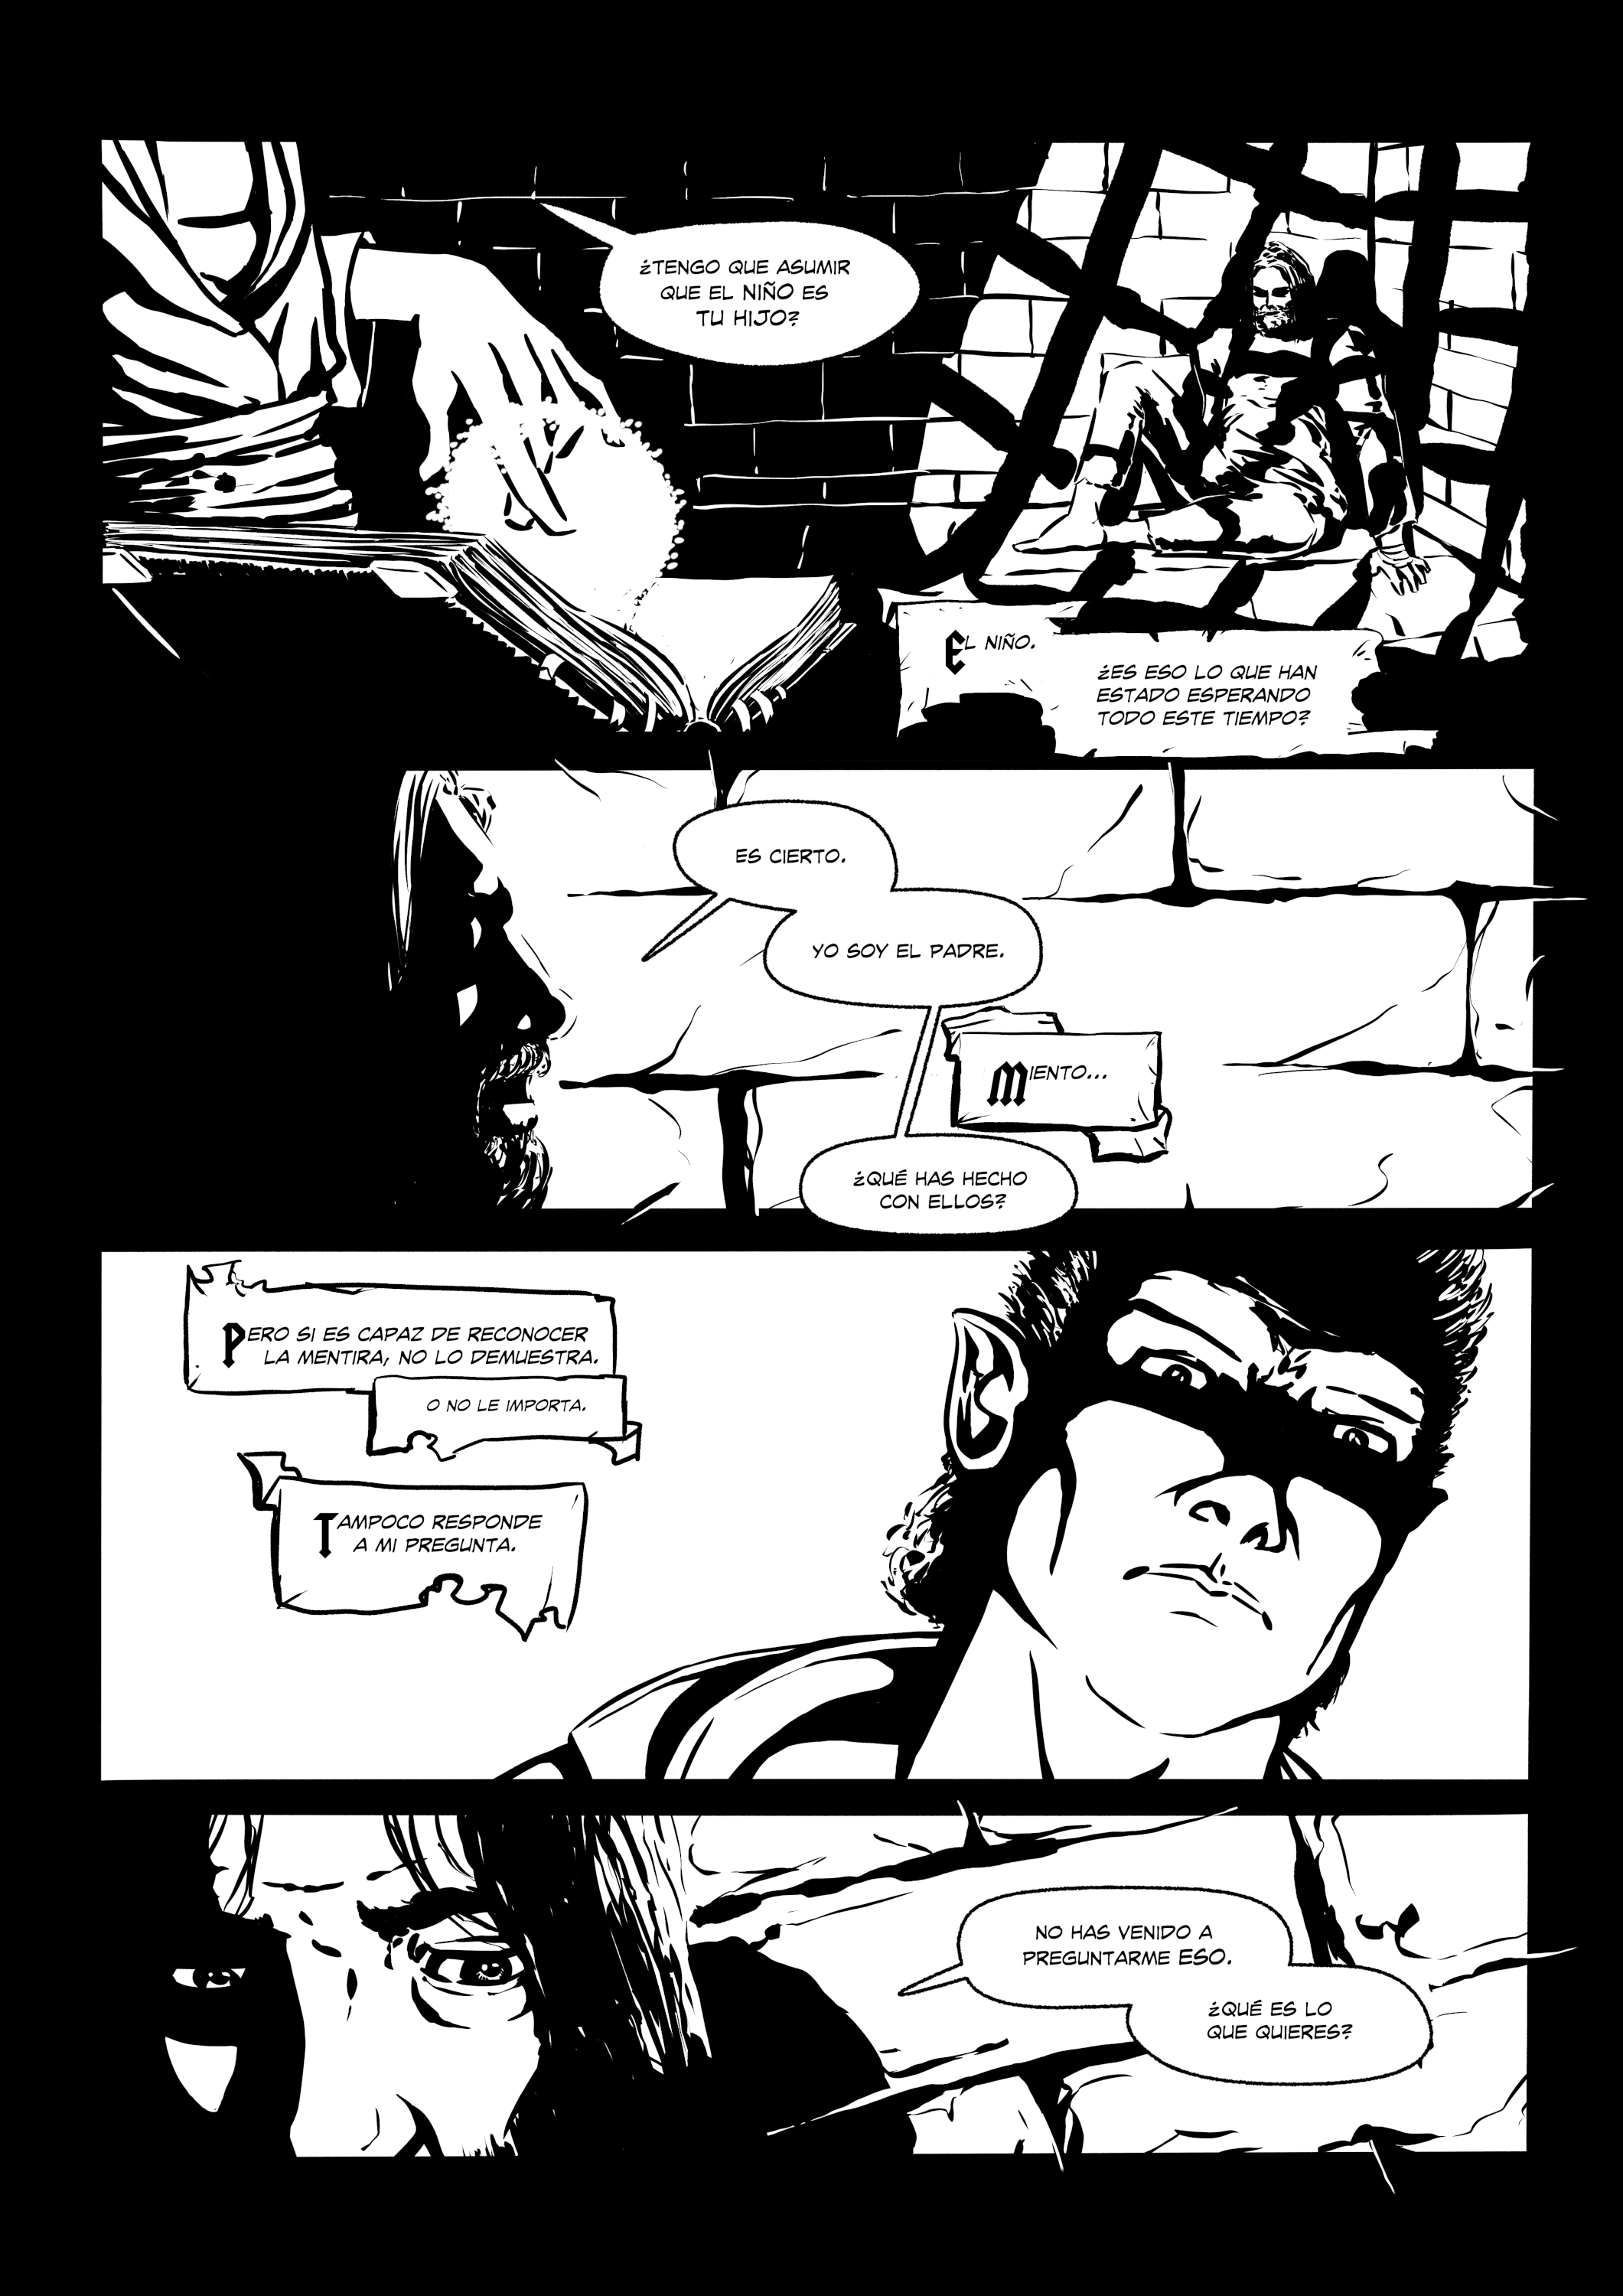 ¿TENGO QUE ASUMIR
QUE EL NIÑO ES
TU HIJO?
EL NIÑO.
¿ES ESO LO QUE HAN
ESTADO ESPERANDO
TODO ESTE TIEMPO?
ES CIERTO.
YO SOY EL PADRE.
MIENTO...
¿QUÉ HAS HECHO
CON ELLOS?
PERO SI ES CAPAZ DE RECONOCER
LA MENTIRA, NO LO DEMUESTRA.
O NO LE IMPORTA.
TAMPOCO RESPONDE
A MI PREGUNTA.
NO HAS VENIDO A
PREGUNTARME ESO.
¿QUÉ ES LO
QUE QUIERES?